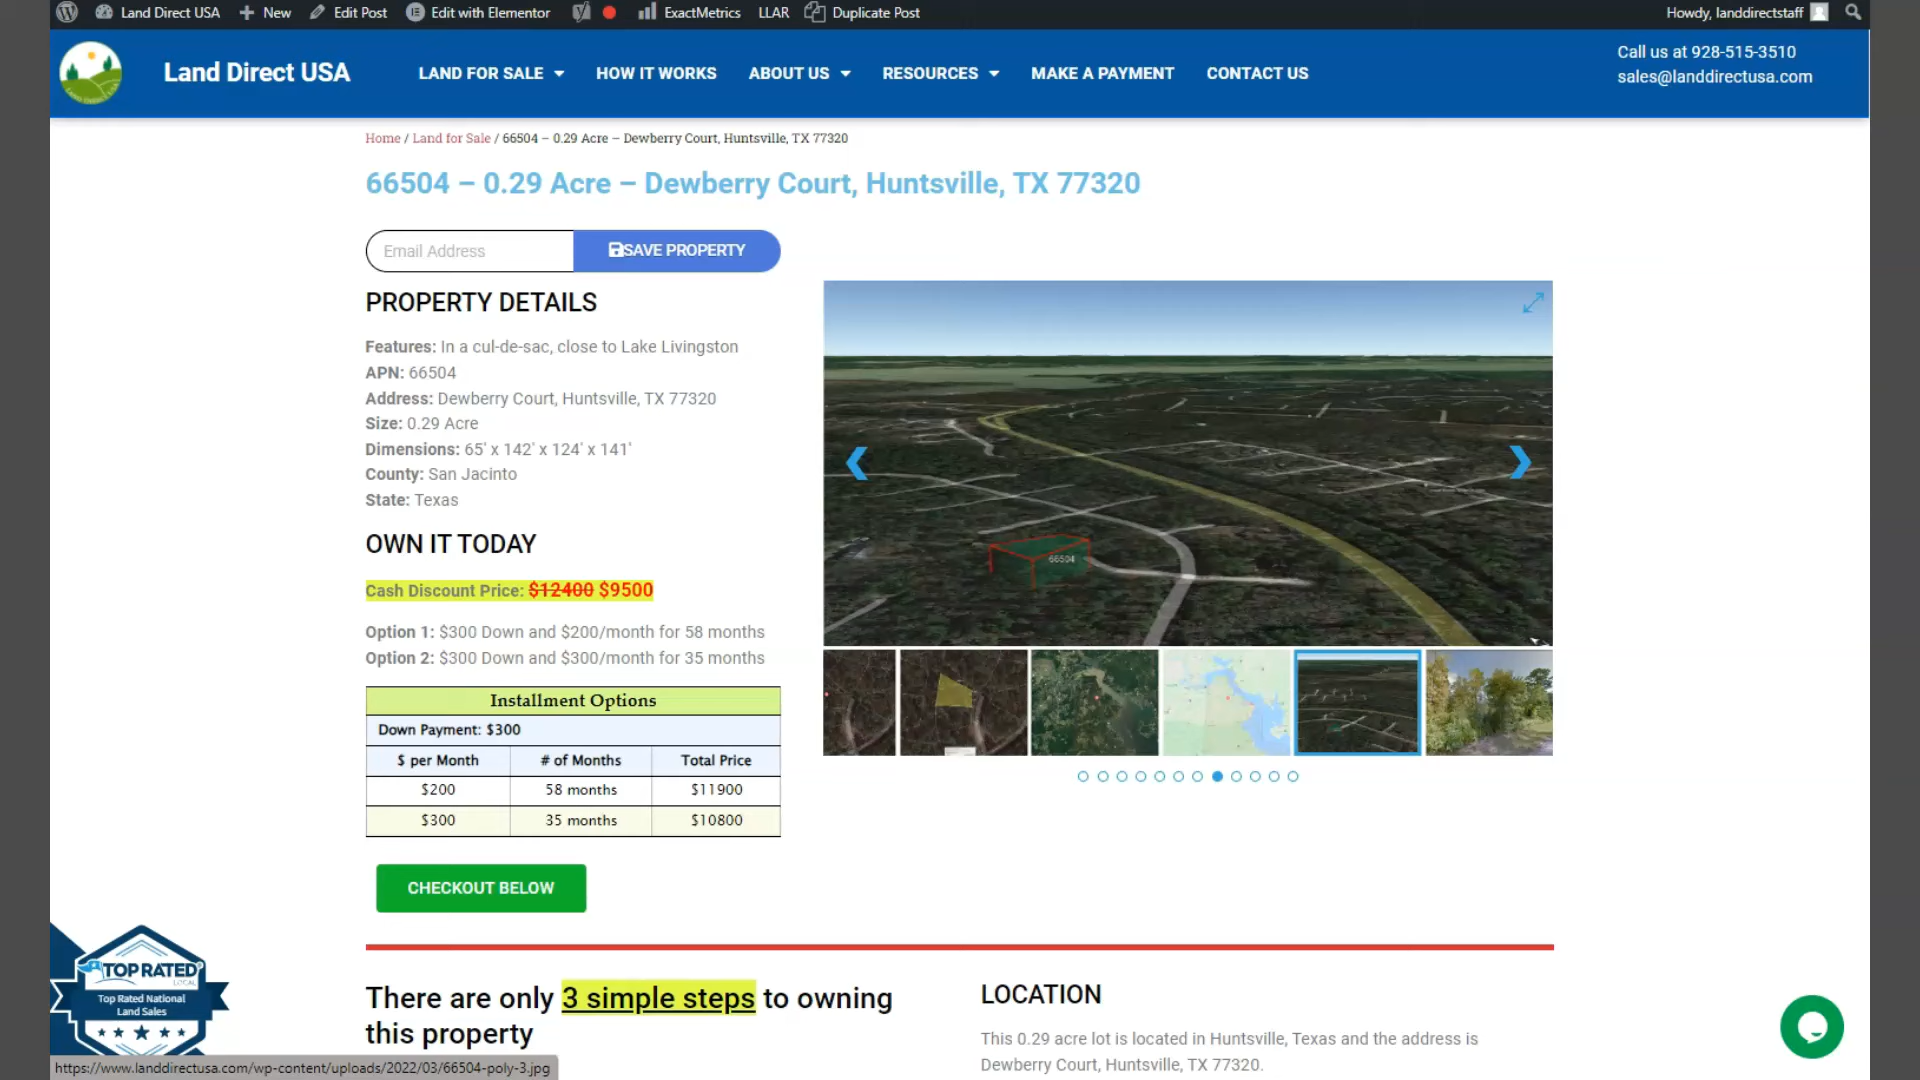 Land Direct USA
New
Edit Post
Edit with Elementor
ExactMetrics
LLAR
Duplicate Post
Howdy, landdirectstaff
Land Direct USA
LAND FOR SALE
HOW IT WORKS
ABOUT US
RESOURCES
MAKE A PAYMENT
CONTACT US
Call us at 928-515-3510
sales@landdirectusa.com
Home / Land for Sale / 66504 – 0.29 Acre – Dewberry Court, Huntsville, TX 77320
66504 – 0.29 Acre – Dewberry Court, Huntsville, TX 77320
Email Address
SAVE PROPERTY
PROPERTY DETAILS
Features: In a cul-de-sac, close to Lake Livingston
APN: 66504
Address: Dewberry Court, Huntsville, TX 77320
Size: 0.29 Acre
Dimensions: 65' x 142' x 124' x 141'
County: San Jacinto
State: Texas
OWN IT TODAY
Cash Discount Price: $12400 $9500
Option 1: $300 Down and $200/month for 58 months
Option 2: $300 Down and $300/month for 35 months
Installment Options
Down Payment: $300
$ per Month # of Months Total Price
$200 58 months $11900
$300 35 months $10800
CHECKOUT BELOW
66504
TOP RATED
LOCAL
Top Rated National
Land Sales
There are only 3 simple steps to owning
this property
LOCATION
This 0.29 acre lot is located in Huntsville, Texas and the address is
Dewberry Court, Huntsville, TX 77320.
https://www.landdirectusa.com/wp-content/uploads/2022/03/66504-poly-3.jpg